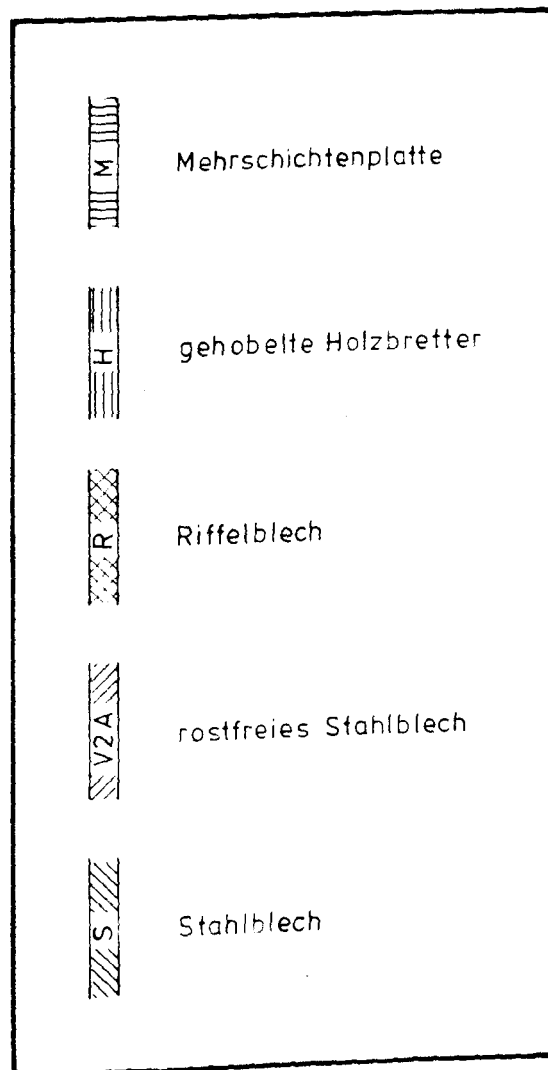 M Mehrschichtenplatte
H gehobelte Holzbretter
R Riffelblech
V2A rostfreies Stahlblech
S Stahlblech